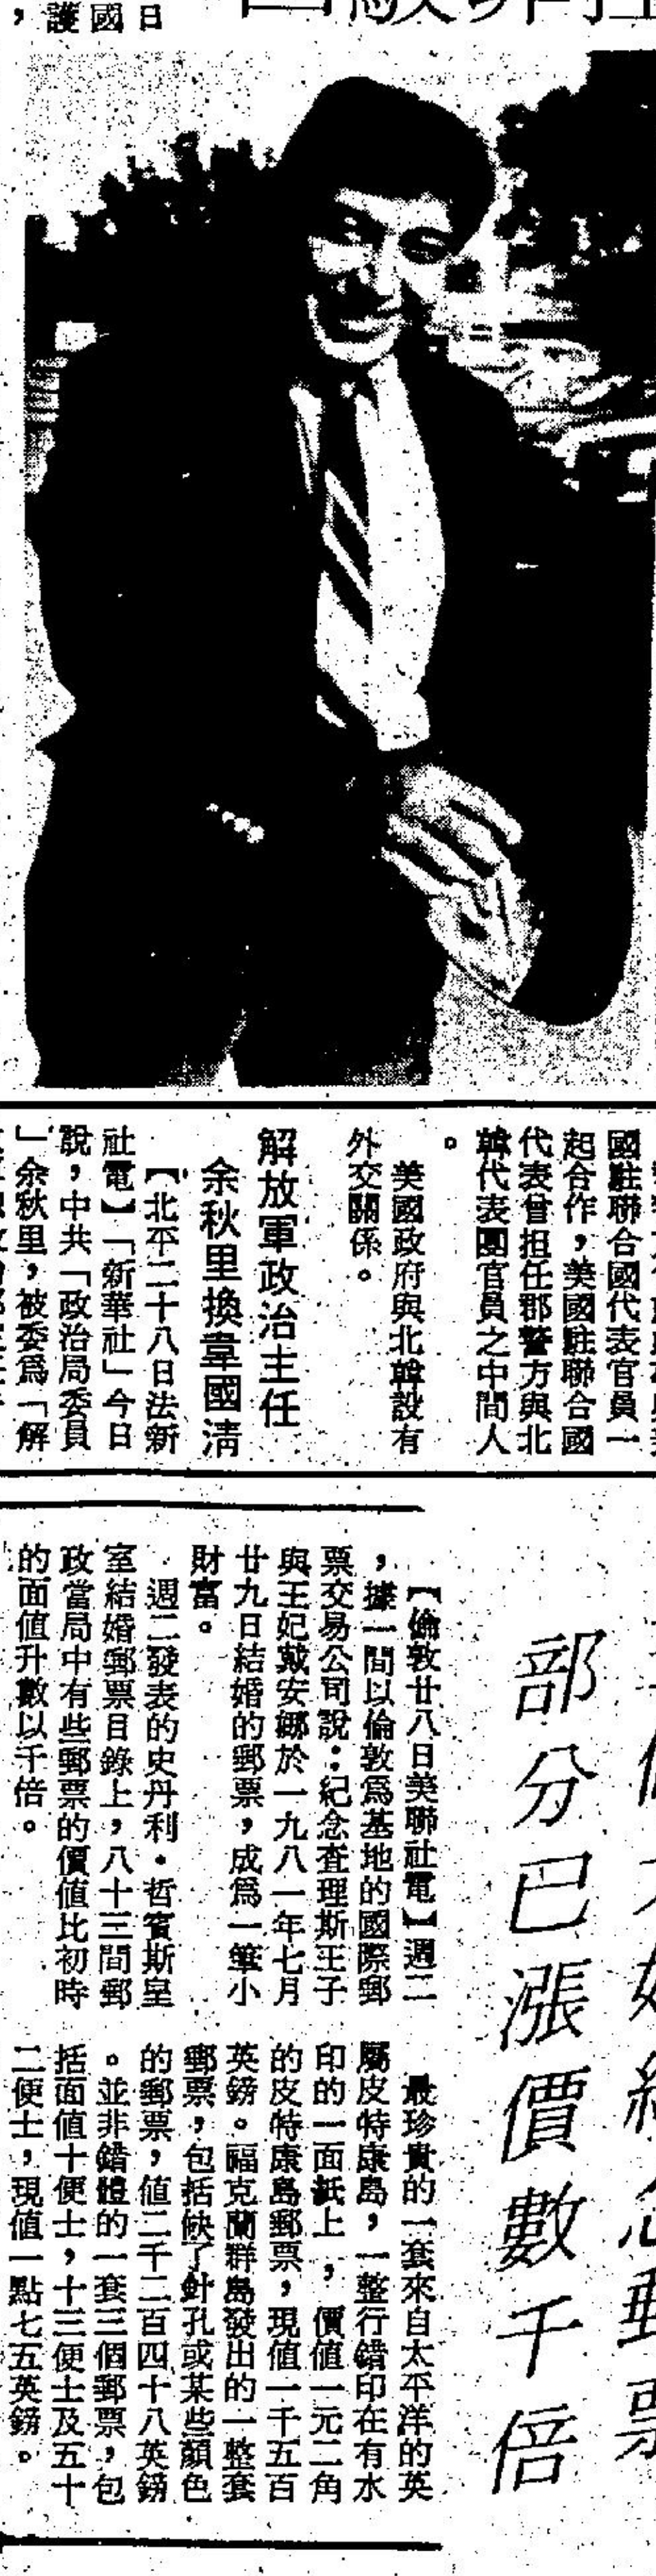 日
國
護，
國駐聯合國代表官員一
起合作，美國駐聯合國
代表曾担任郡警方與北
韓代表團官員之中間人
。
美國政府與北韓設有
外交關係。
解放軍政治主任
余秋里換韋國清
【北平二十八日法新
社電】「新華社」今日
說，中共「政治局委員
」余秋里，被委爲「解
部分已漲價數千倍
【倫敦廿八日美聯社電】週二
，據一間以倫敦爲基地的國際郵
票交易公司說：紀念查理斯王子
與王妃戴安娜於一九八一年七月
廿九日結婚的郵票，成爲一筆小
財富。
週二發表的史丹利·哲賓斯皇
室結婚郵票目錄上，八十三間郵
政當局中有些郵票的價值比初時
的面值升數以千倍。
最珍貴的一套來自太平洋的英
屬皮特康島，一整行錯印在有水
印的一面紙上，價值一元二角
的皮特康島郵票，現值一千五百
英鎊。福克蘭群島發出的一整套
郵票，包括缺了針孔或某些顏色
的郵票，值二千二百四十八英鎊
。並非錯體的一套三個郵票，包
括面值十便士，十三便士及五十
二便士，現值一點七五英鎊。